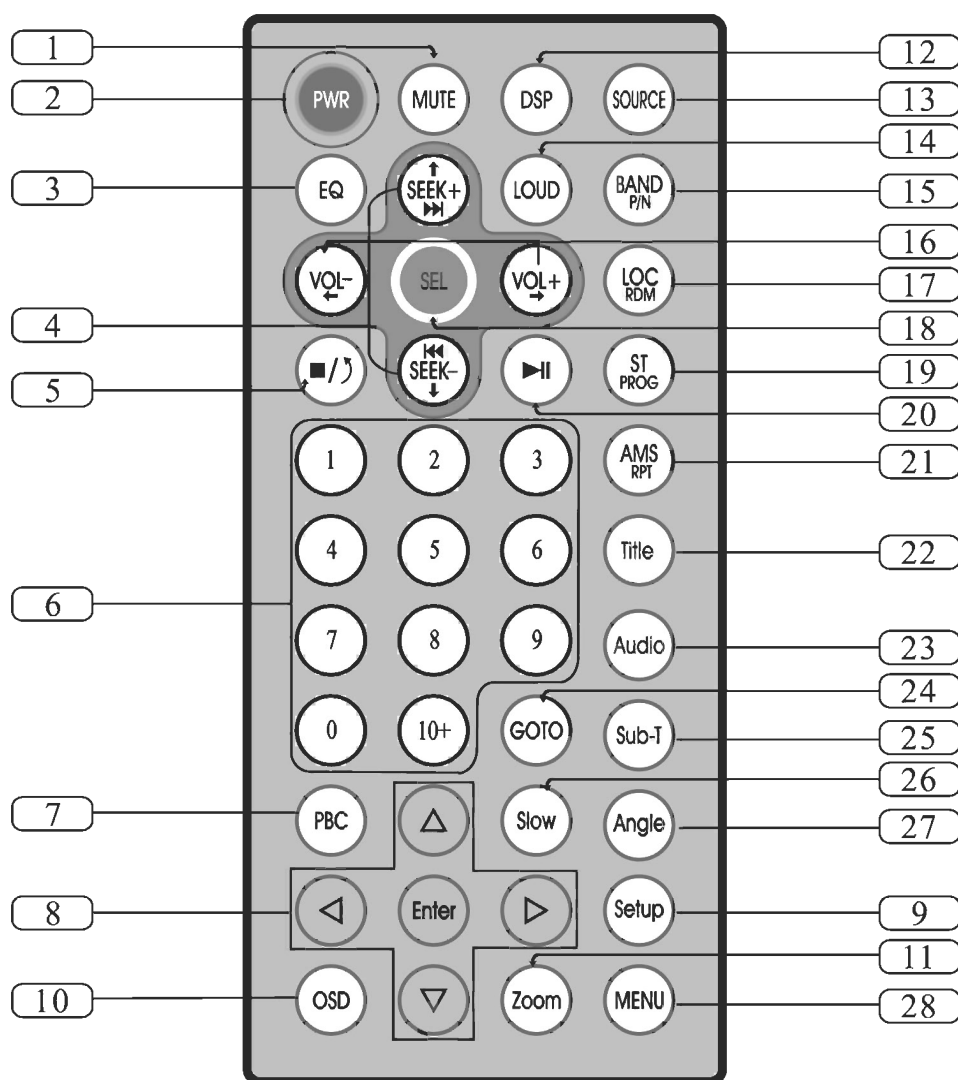 1
12
2
PWR
MUTE
DSP
SOURCE
13
14
3
EQ
SEEK+
LOUD
BAND
P/N
15
16
VOL-
SEL
VOL+
LOC
RDM
17
4
18
5
SEEK-
ST
PROG
19
20
1
2
3
AMS
RPT
21
4
5
6
Title
22
6
7
8
9
Audio
23
24
0
10+
GOTO
Sub-T
25
26
7
PBC
Slow
Angle
27
8
Enter
Setup
9
11
10
OSD
Zoom
MENU
28